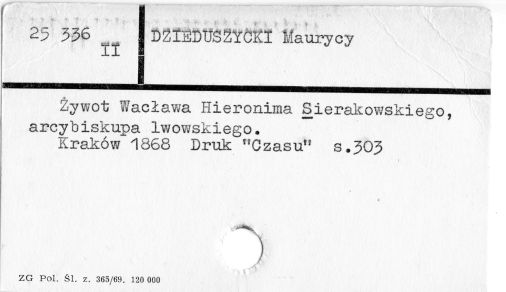 25 336
II
DZIEDUSZYCKI Maurycy
Żywot Wacława Hieronima Sierakowskiego,
arcybiskupa lwowskiego.
Kraków 1868 Druk "Czasu" s.303
ZG Pol. Śl. z. 365/69. 120 000